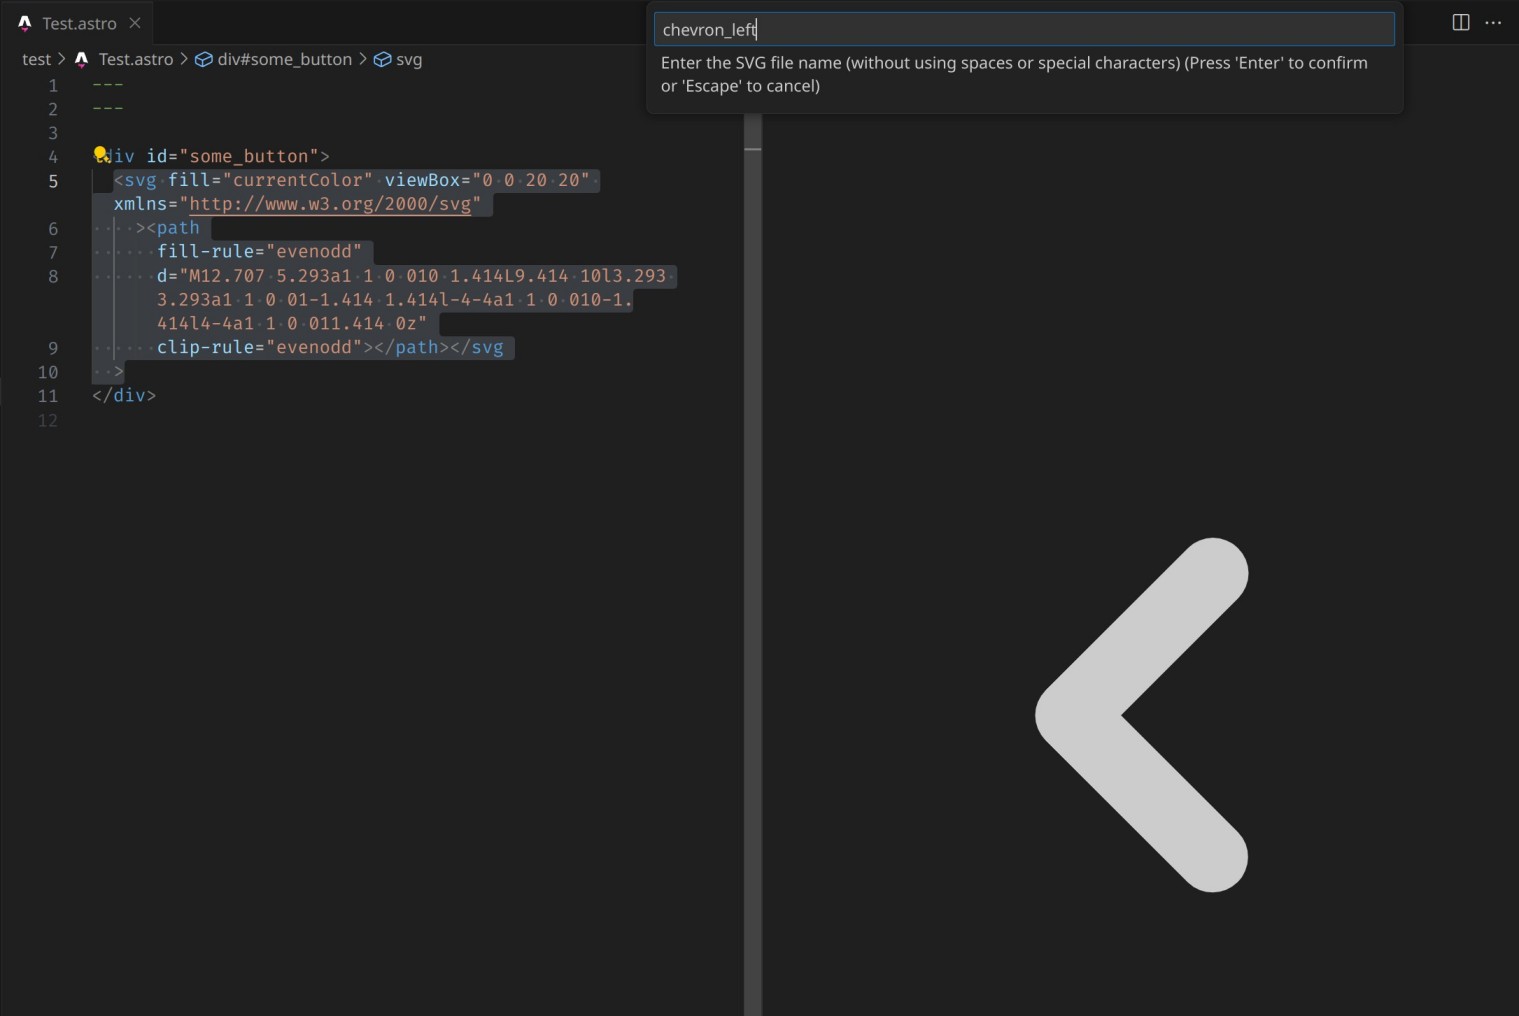 Test.astro
chevron_left
Enter the SVG file name (without using spaces or special characters) (Press 'Enter' to confirm
or 'Escape' to cancel)
test > Test.astro > div#some_button > svg
1 ---
2 ---
3
4 div id="some_button">
5 <svg fill="currentColor" viewBox="0 0 20 20"
xmlns="http://www.w3.org/2000/svg"
6 ><path
7 fill-rule="evenodd"
8 d="M12.707 5.293a1 1 0 010 1.414L9.414 10l3.293
3.293a1 1 0 01-1.414 1.414l-4-4a1 1 0 010-1.
414l4-4a1 1 0 011.414 0z"
9 clip-rule="evenodd"></path></svg
10 >
11 </div>
12